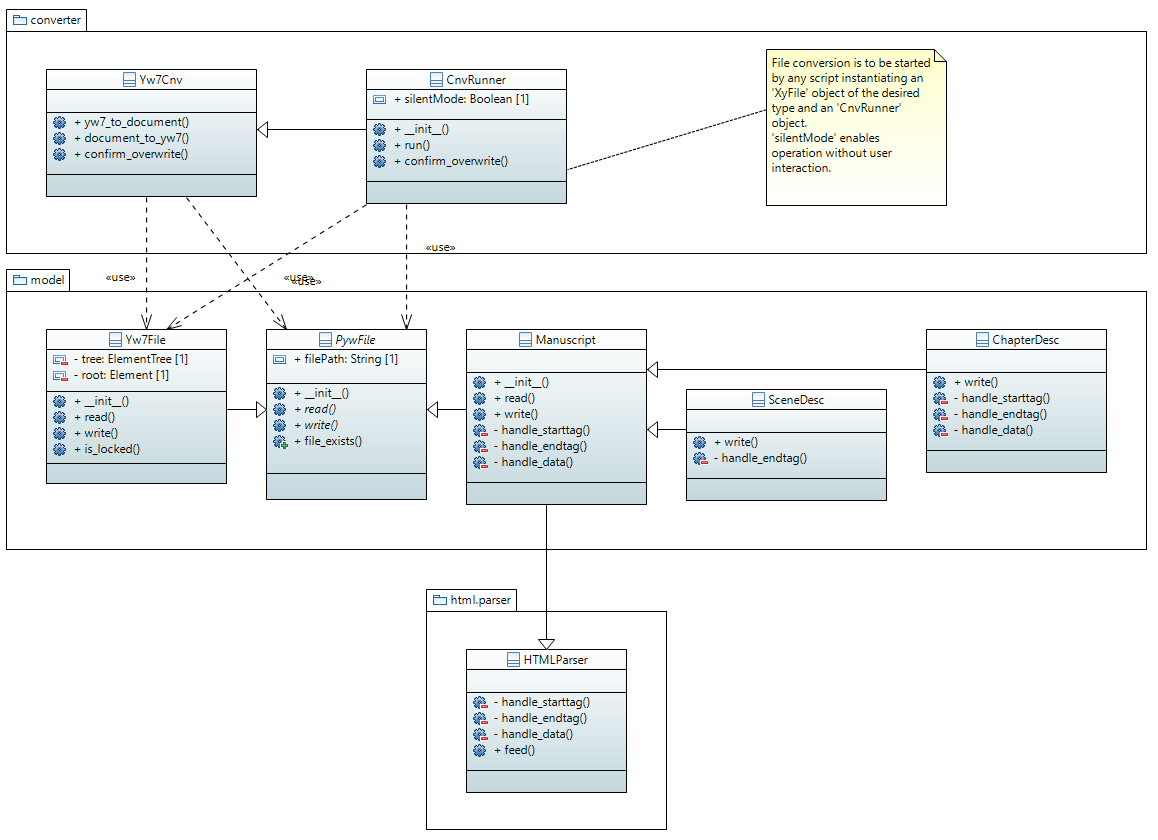 converter
Yw7Cnv
+ yw7_to_document()
+ document_to_yw7()
+ confirm_overwrite()
CnvRunner
+ silentMode: Boolean [1]
+ __init__()
+ run()
+ confirm_overwrite()
File conversion is to be started
by any script instantiating an
'XyFile' object of the desired
type and an 'CnvRunner'
object.
'silentMode' enables
operation without user
interaction.
«use»
«use»
«use»
«use»
model
Yw7File
- tree: ElementTree [1]
- root: Element [1]
+ __init__()
+ read()
+ write()
+ is_locked()
PywFile
+ filePath: String [1]
+ __init__()
+ read()
+ write()
+ file_exists()
Manuscript
+ __init__()
+ read()
+ write()
- handle_starttag()
- handle_endtag()
- handle_data()
SceneDesc
+ write()
- handle_endtag()
ChapterDesc
+ write()
- handle_starttag()
- handle_endtag()
- handle_data()
html.parser
HTMLParser
- handle_starttag()
- handle_endtag()
- handle_data()
+ feed()